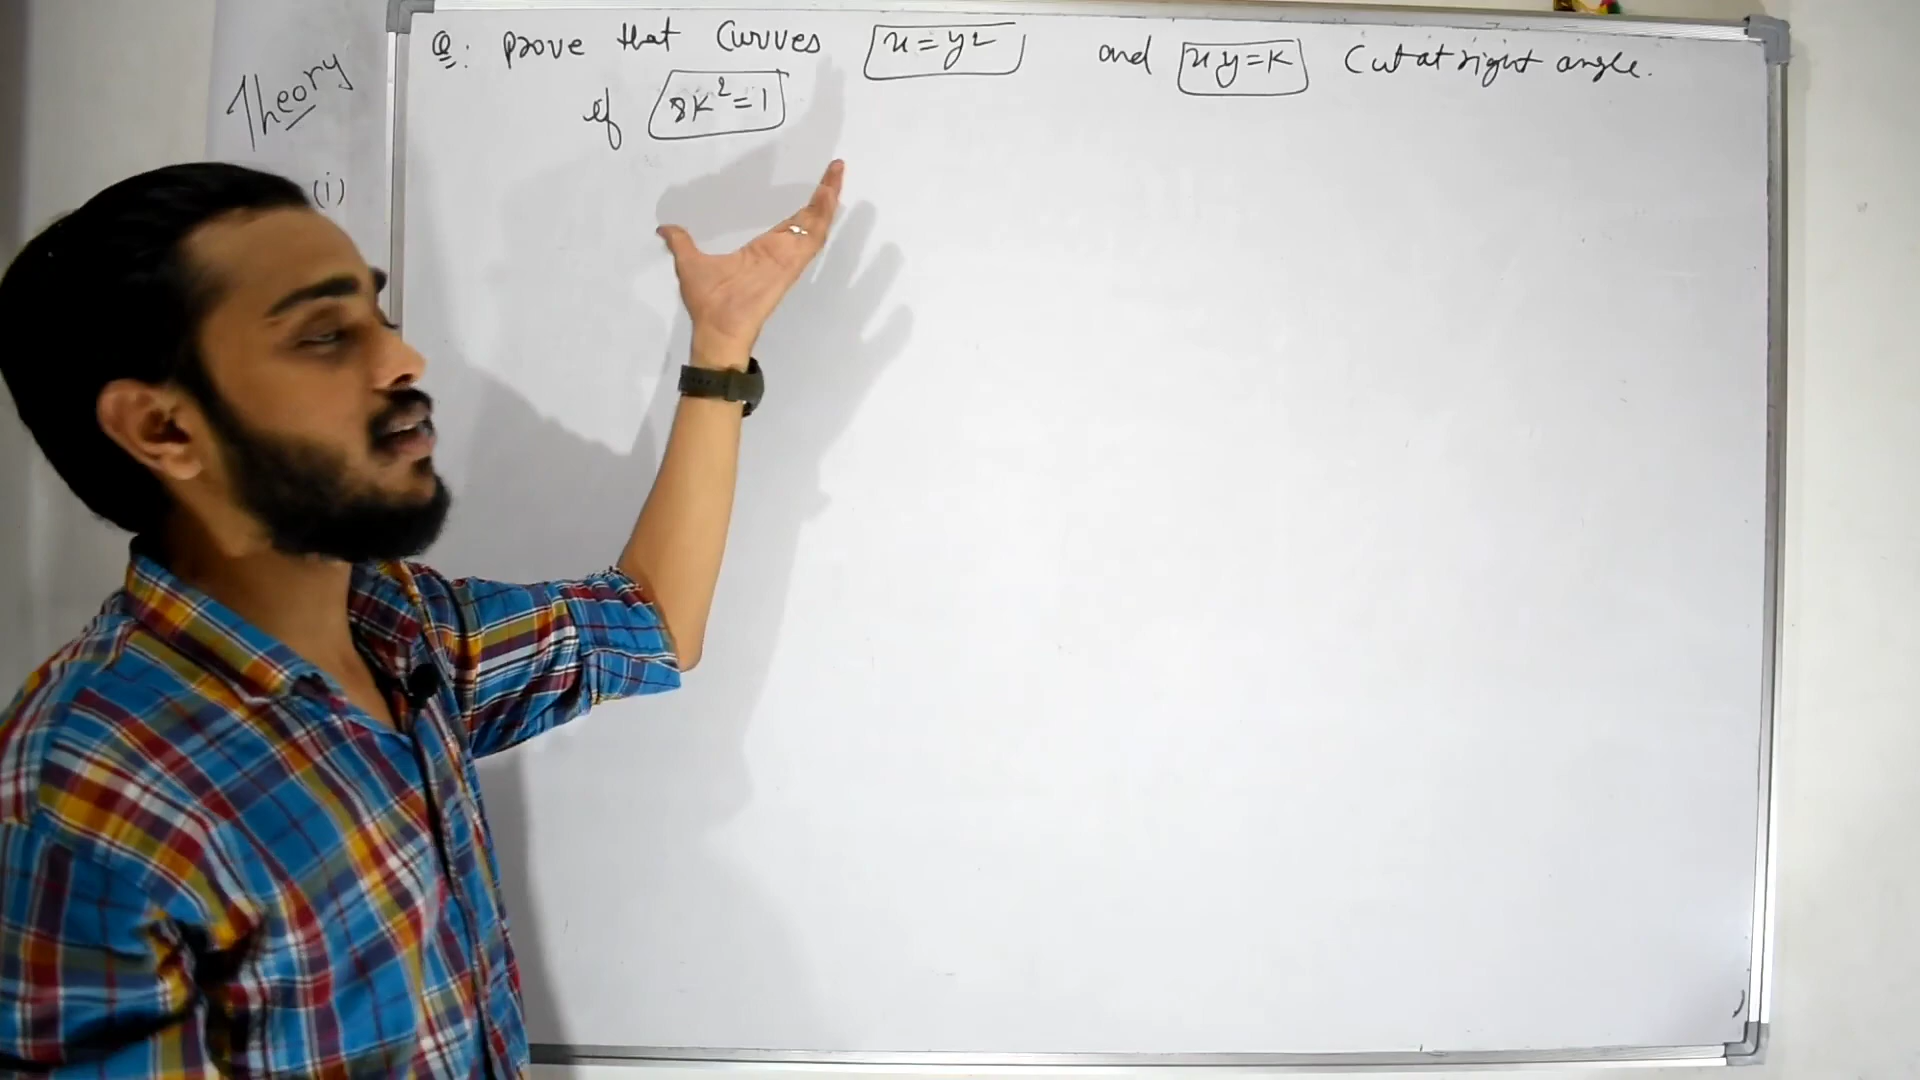 Q: Prove that Curves x=y² and xy=K Cut at right angle.
if 8K²=1
Theory
(i)